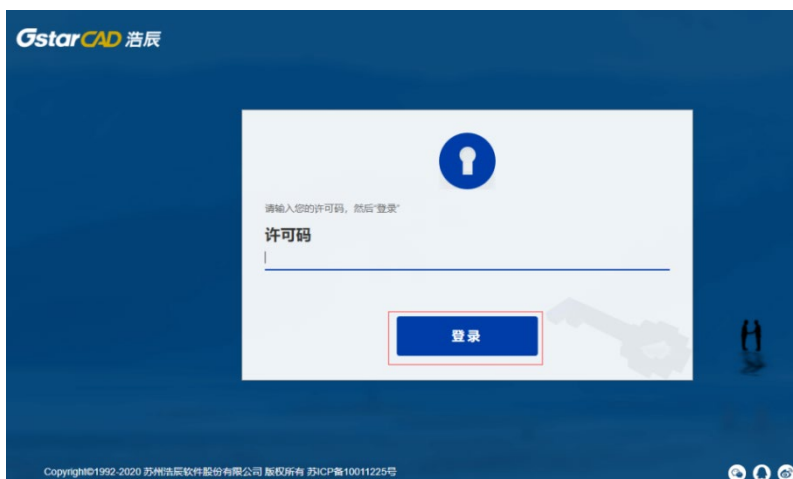 GstarCAD 浩辰
请输入您的许可码，然后"登录"
许可码
登录
Copyright©1992-2020 苏州浩辰软件股份有限公司 版权所有 苏ICP备10011225号